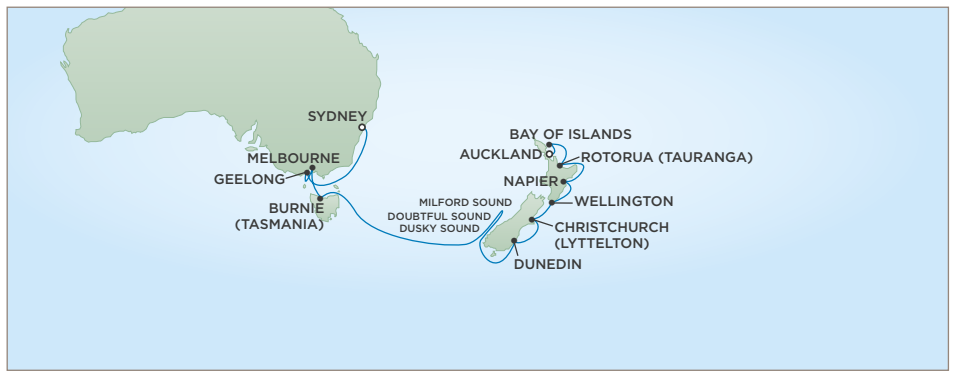 SYDNEY
MELBOURNE
GEELONG
BURNIE
(TASMANIA)
MILFORD SOUND
DOUBTFUL SOUND
DUSKY SOUND
BAY OF ISLANDS
AUCKLAND
ROTORUA (TAURANGA)
NAPIER
WELLINGTON
CHRISTCHURCH
(LYTTELTON)
DUNEDIN